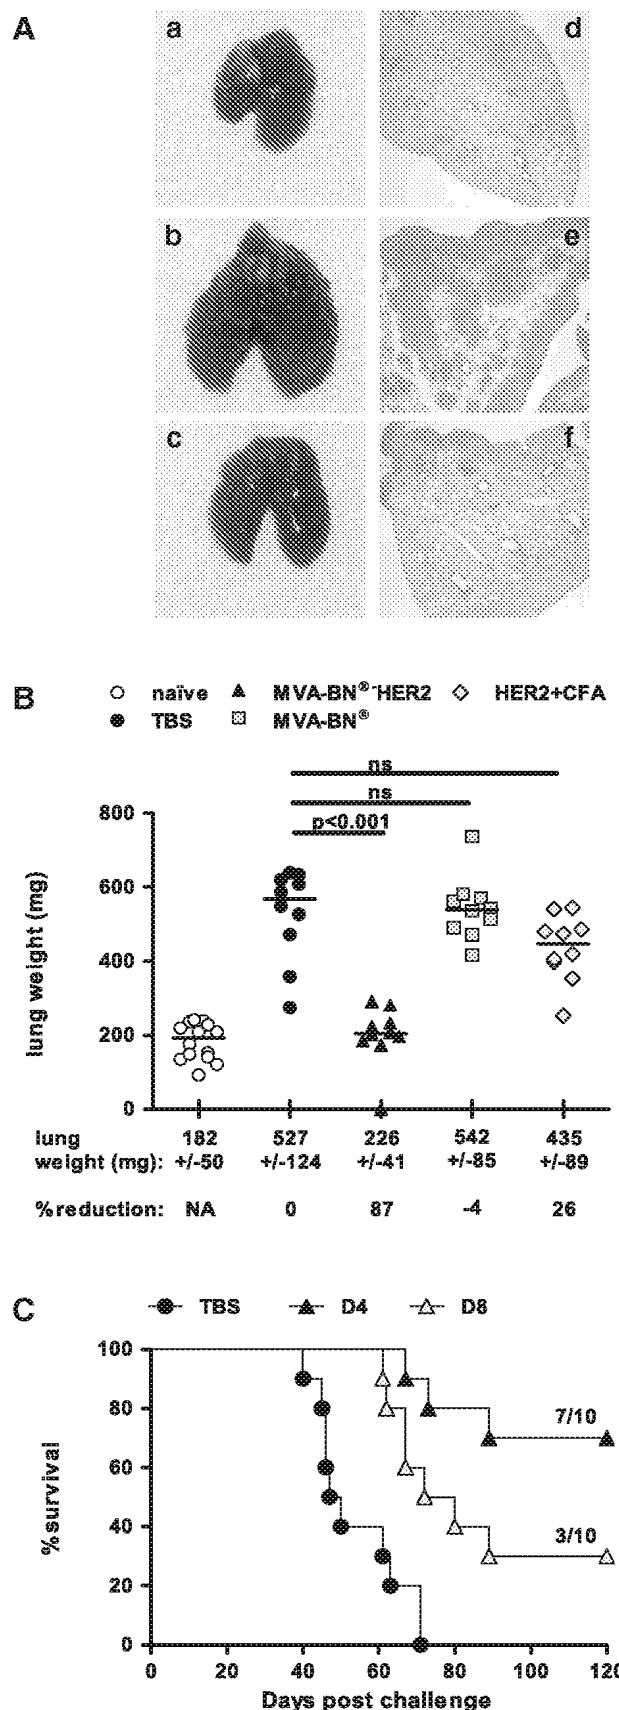 A
a d
b e
c f
B
naïve MVA-BN®-HER2 HER2+CFA
TBS MVA-BN®
ns
ns
p<0.001
lung weight (mg)
800
600
400
200
0
lung 182 527 226 542 435
weight (mg): +/-50 +/-124 +/-41 +/-85 +/-89
%reduction: NA 0 87 -4 26
C
TBS D4 D8
%survival
100
80
60
40
20
0
7/10
3/10
0 20 40 60 80 100 120
Days post challenge